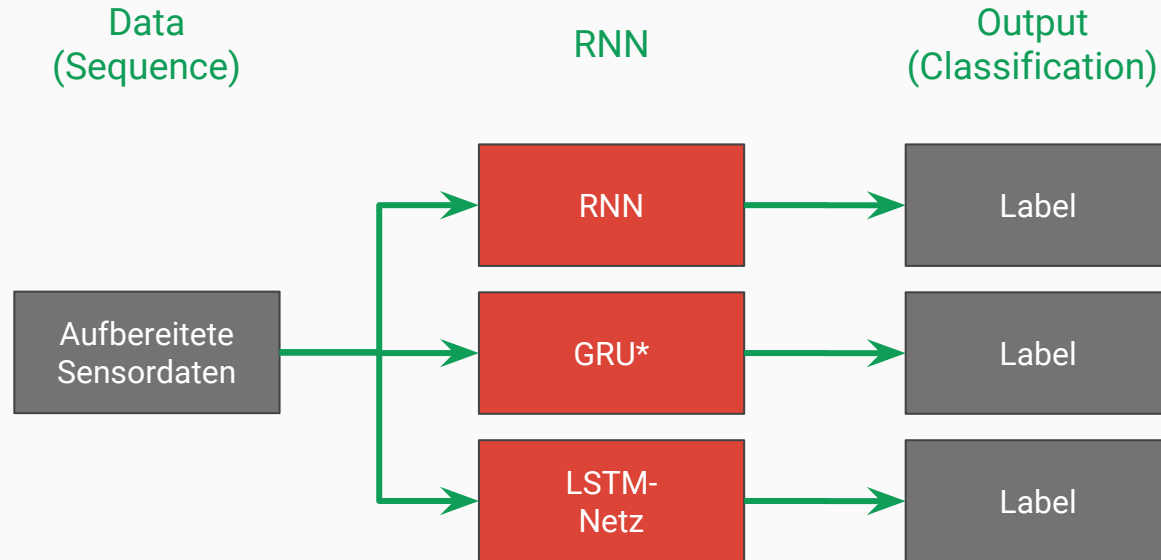 Data
(Sequence)
RNN
Output
(Classification)
RNN
Label
Aufbereitete
Sensordaten
GRU*
Label
LSTM-
Netz
Label